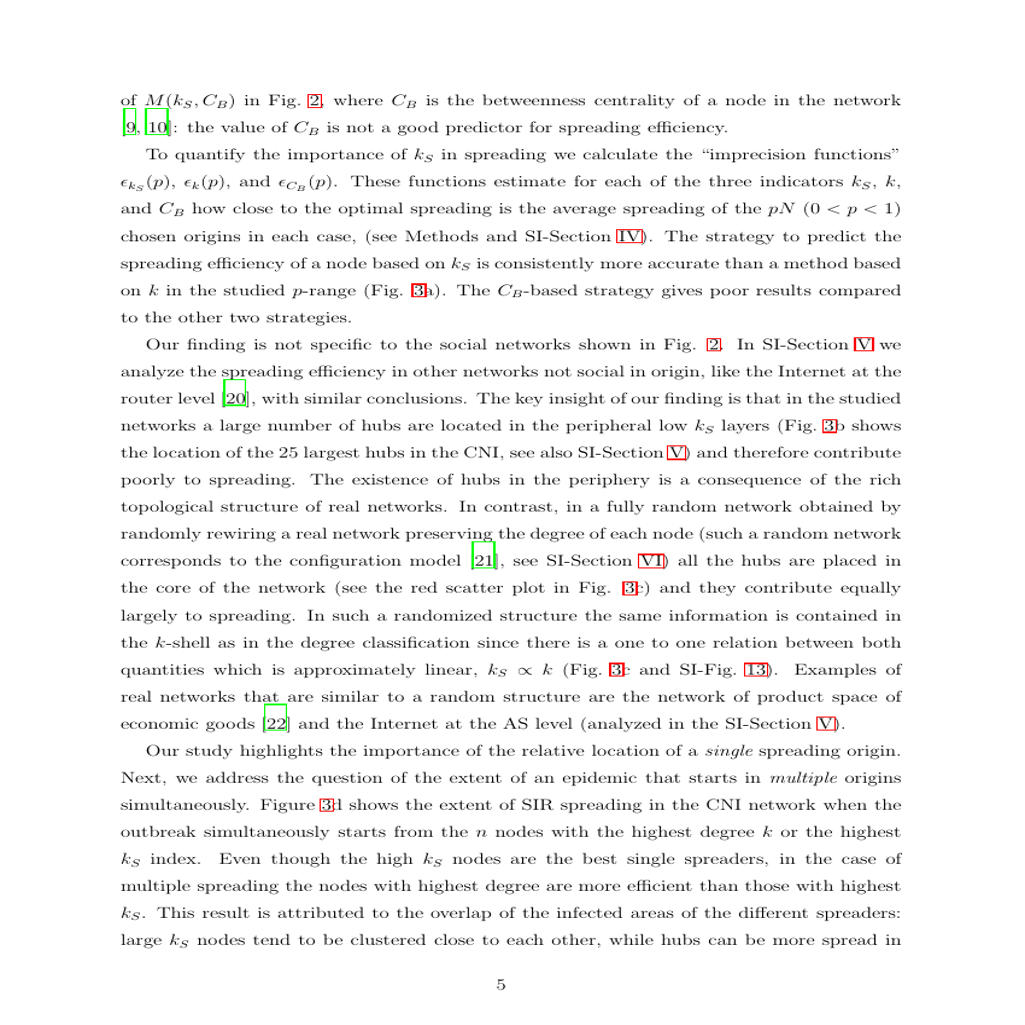 of M(k_S, C_B) in Fig. 2, where C_B is the betweenness centrality of a node in the network
[9, 10]: the value of C_B is not a good predictor for spreading efficiency.
To quantify the importance of k_S in spreading we calculate the “imprecision functions”
ϵ_{k_S}(p), ϵ_k(p), and ϵ_{C_B}(p). These functions estimate for each of the three indicators k_S, k,
and C_B how close to the optimal spreading is the average spreading of the pN (0 < p < 1)
chosen origins in each case, (see Methods and SI-Section IV). The strategy to predict the
spreading efficiency of a node based on k_S is consistently more accurate than a method based
on k in the studied p-range (Fig. 3a). The C_B-based strategy gives poor results compared
to the other two strategies.
Our finding is not specific to the social networks shown in Fig. 2. In SI-Section V we
analyze the spreading efficiency in other networks not social in origin, like the Internet at the
router level [20], with similar conclusions. The key insight of our finding is that in the studied
networks a large number of hubs are located in the peripheral low k_S layers (Fig. 3b shows
the location of the 25 largest hubs in the CNI, see also SI-Section V) and therefore contribute
poorly to spreading. The existence of hubs in the periphery is a consequence of the rich
topological structure of real networks. In contrast, in a fully random network obtained by
randomly rewiring a real network preserving the degree of each node (such a random network
corresponds to the configuration model [21], see SI-Section VI) all the hubs are placed in
the core of the network (see the red scatter plot in Fig. 3c) and they contribute equally
largely to spreading. In such a randomized structure the same information is contained in
the k-shell as in the degree classification since there is a one to one relation between both
quantities which is approximately linear, k_S ∝ k (Fig. 3c and SI-Fig. 13). Examples of
real networks that are similar to a random structure are the network of product space of
economic goods [22] and the Internet at the AS level (analyzed in the SI-Section V).
Our study highlights the importance of the relative location of a single spreading origin.
Next, we address the question of the extent of an epidemic that starts in multiple origins
simultaneously. Figure 3d shows the extent of SIR spreading in the CNI network when the
outbreak simultaneously starts from the n nodes with the highest degree k or the highest
k_S index. Even though the high k_S nodes are the best single spreaders, in the case of
multiple spreading the nodes with highest degree are more efficient than those with highest
k_S. This result is attributed to the overlap of the infected areas of the different spreaders:
large k_S nodes tend to be clustered close to each other, while hubs can be more spread in
5